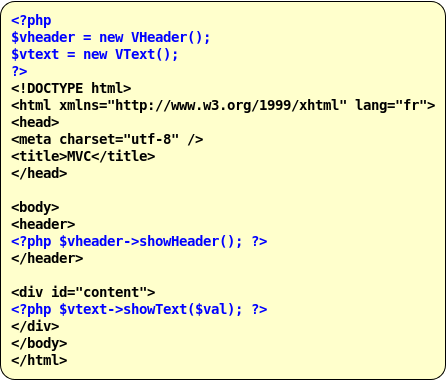 <?php
$vheader = new VHeader();
$vtext = new VText();
?>
<!DOCTYPE html>
<html xmlns="http://www.w3.org/1999/xhtml" lang="fr">
<head>
<meta charset="utf-8" />
<title>MVC</title>
</head>

<body>
<header>
<?php $vheader->showHeader(); ?>
</header>

<div id="content">
<?php $vtext->showText($val); ?>
</div>
</body>
</html>